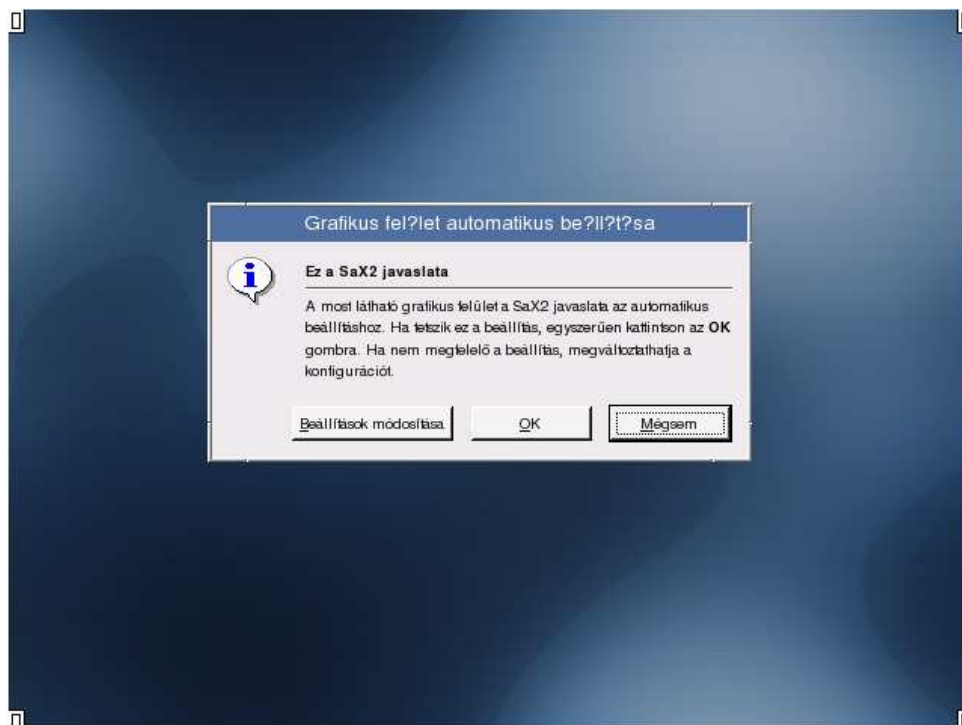 Grafikus fel?let automatikus be?ll?t?sa
Ez a SaX2 javaslata
A most látható grafikus felület a SaX2 javaslata az automatikus
beállításhoz. Ha tetszik ez a beállítás, egyszerűen kattintson az OK
gombra. Ha nem megfelelő a beállítás, megváltoztathatja a
konfigurációt.
Beállítások módosítása
OK
Mégsem